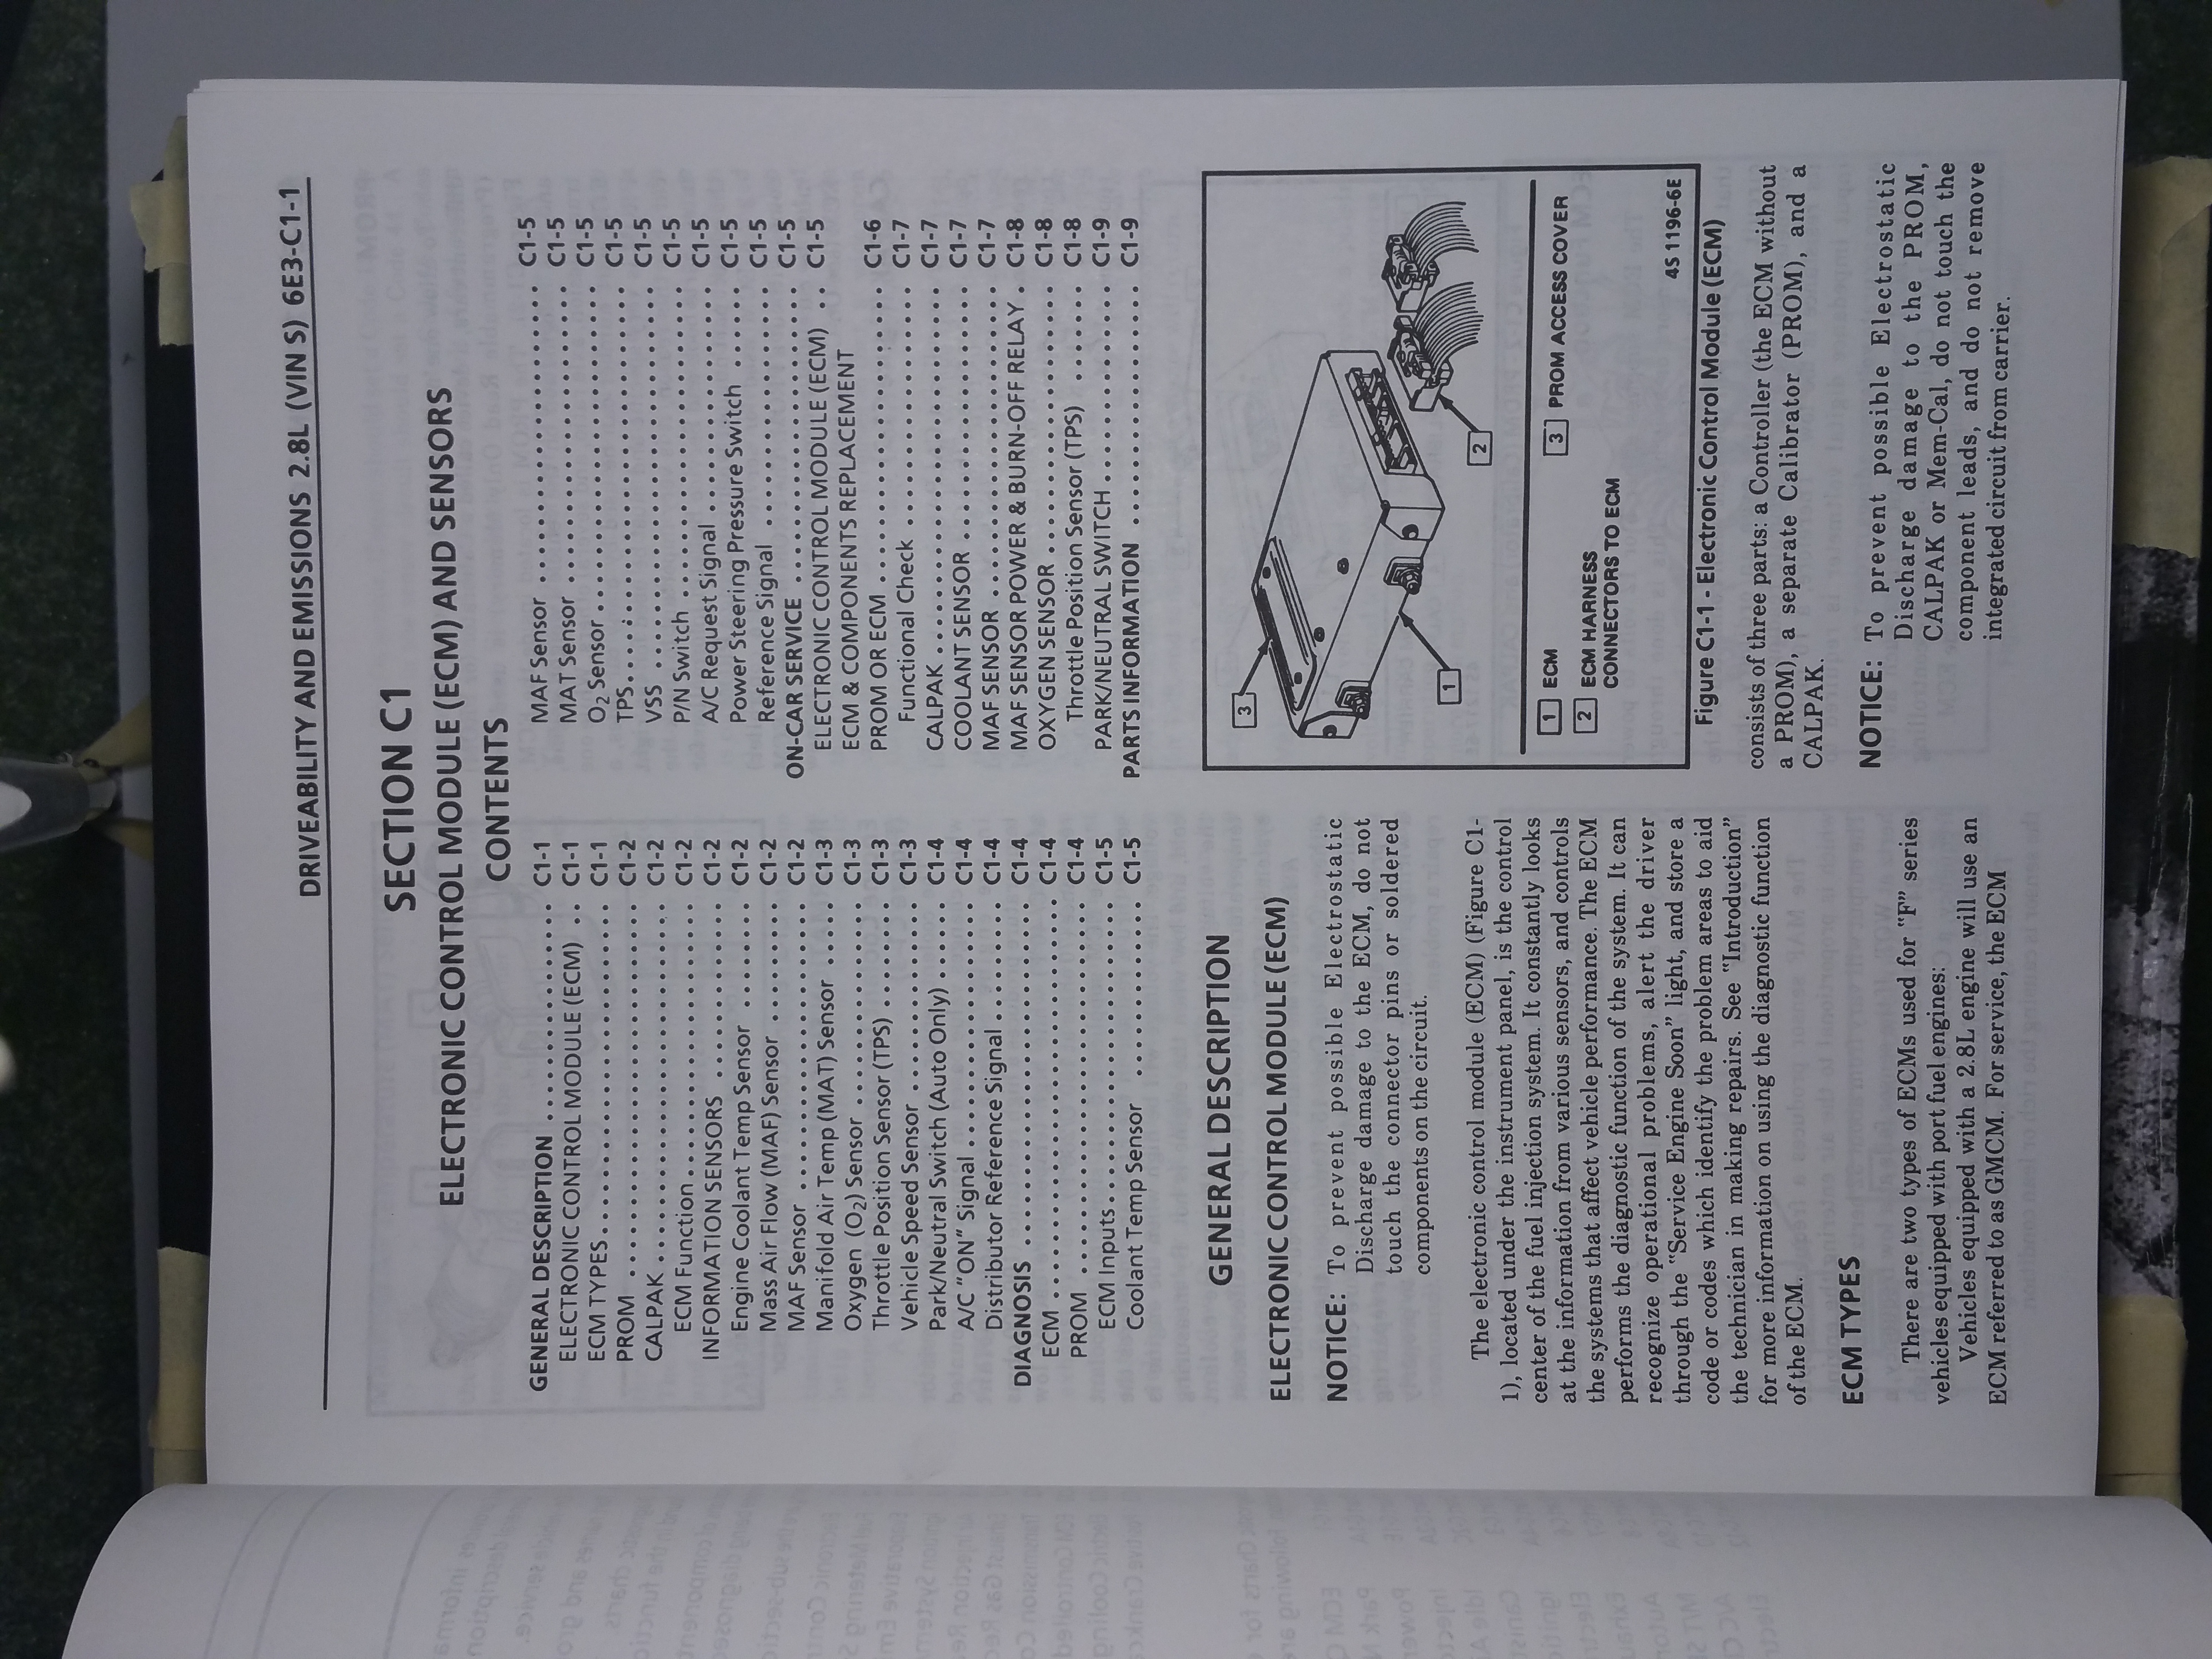 DRIVEABILITY AND EMISSIONS 2.8L (VIN S) 6E3-C1-1
SECTION C1
ELECTRONIC CONTROL MODULE (ECM) AND SENSORS
CONTENTS
GENERAL DESCRIPTION ..................... C1-1
ELECTRONIC CONTROL MODULE (ECM) .. C1-1
ECM TYPES ............................ C1-1
PROM ................................ C1-2
CALPAK .............................. C1-2
ECM Function ........................ C1-2
INFORMATION SENSORS ................ C1-2
Engine Coolant Temp Sensor ........ C1-2
Mass Air Flow (MAF) Sensor ......... C1-2
MAF Sensor ......................... C1-2
Manifold Air Temp (MAT) Sensor ..... C1-3
Oxygen (O2) Sensor ................. C1-3
Throttle Position Sensor (TPS) ....... C1-3
Vehicle Speed Sensor ............... C1-3
Park/Neutral Switch (Auto Only) ..... C1-4
A/C "ON" Signal .................... C1-4
Distributor Reference Signal ......... C1-4
DIAGNOSIS .............................. C1-4
ECM ................................. C1-4
PROM ............................... C1-4
ECM Inputs ......................... C1-5
Coolant Temp Sensor ............... C1-5
MAF Sensor ........................ C1-5
MAT Sensor ........................ C1-5
O2 Sensor .......................... C1-5
TPS ................................ C1-5
VSS ................................ C1-5
P/N Switch ......................... C1-5
A/C Request Signal ................. C1-5
Power Steering Pressure Switch ...... C1-5
Reference Signal ................... C1-5
ON-CAR SERVICE ........................ C1-5
ELECTRONIC CONTROL MODULE (ECM) .. C1-5
ECM & COMPONENTS REPLACEMENT
PROM OR ECM ....................... C1-6
Functional Check ................... C1-7
CALPAK ............................. C1-7
COOLANT SENSOR ................... C1-7
MAF SENSOR ........................ C1-7
MAF SENSOR POWER & BURN-OFF RELAY . C1-8
OXYGEN SENSOR .................... C1-8
Throttle Position Sensor (TPS) ....... C1-8
PARK/NEUTRAL SWITCH .............. C1-9
PARTS INFORMATION .................... C1-9
GENERAL DESCRIPTION
ELECTRONIC CONTROL MODULE (ECM)
NOTICE: To prevent possible Electrostatic
Discharge damage to the ECM, do not
touch the connector pins or soldered
components on the circuit.
The electronic control module (ECM) (Figure C1-
1), located under the instrument panel, is the control
center of the fuel injection system. It constantly looks
at the information from various sensors, and controls
the systems that affect vehicle performance. The ECM
performs the diagnostic function of the system. It can
recognize operational problems, alert the driver
through the "Service Engine Soon" light, and store a
code or codes which identify the problem areas to aid
the technician in making repairs. See "Introduction"
for more information on using the diagnostic function
of the ECM.
ECM TYPES
There are two types of ECMs used for "F" series
vehicles equipped with port fuel engines:
Vehicles equipped with a 2.8L engine will use an
ECM referred to as GMCM. For service, the ECM
3
1
2
1 ECM
2 ECM HARNESS
CONNECTORS TO ECM
3 PROM ACCESS COVER
4S 1196-6E
Figure C1-1 - Electronic Control Module (ECM)
consists of three parts: a Controller (the ECM without
a PROM), a separate Calibrator (PROM), and a
CALPAK.
NOTICE: To prevent possible Electrostatic
Discharge damage to the PROM,
CALPAK or Mem-Cal, do not touch the
component leads, and do not remove
integrated circuit from carrier.